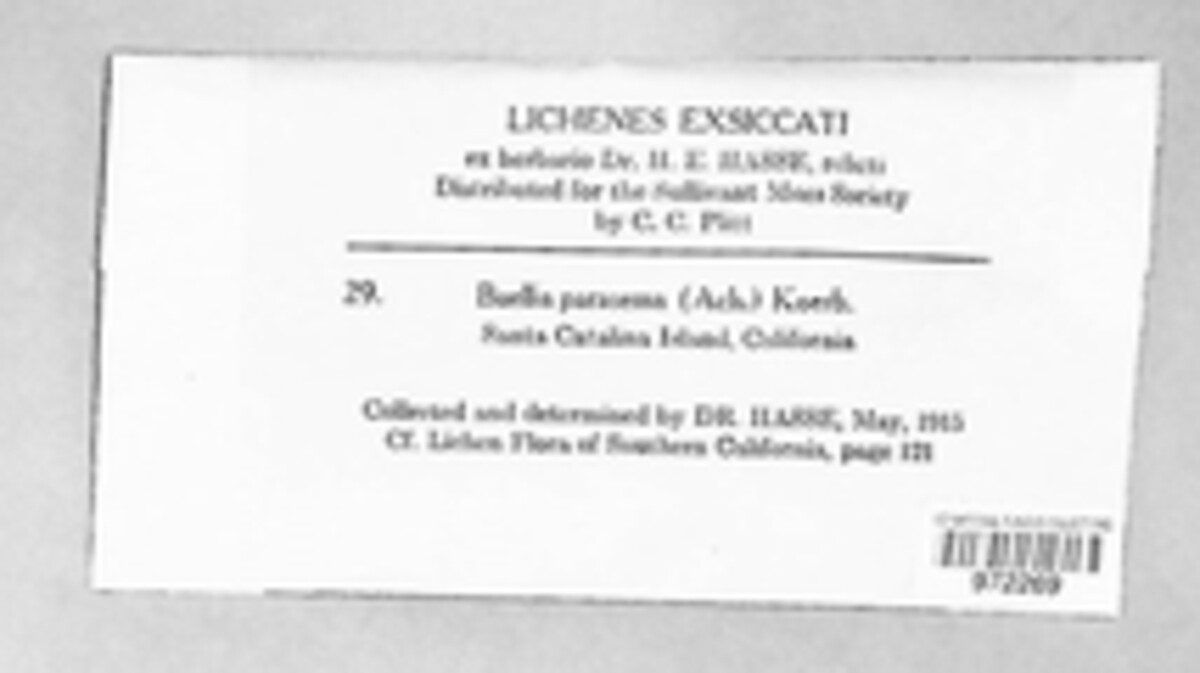 LICHENES EXSICCATI
ex herbario Dr. H. E. HASSE, relicti
Distributed for the Sullivant Moss Society
by C. C. Plitt
29. Buellia parasema (Ach.) Koerb.
Santa Catalina Island, California
Collected and determined by DR. HASSE, May, 1915
Cf. Lichen Flora of Southern California, page 121
972269